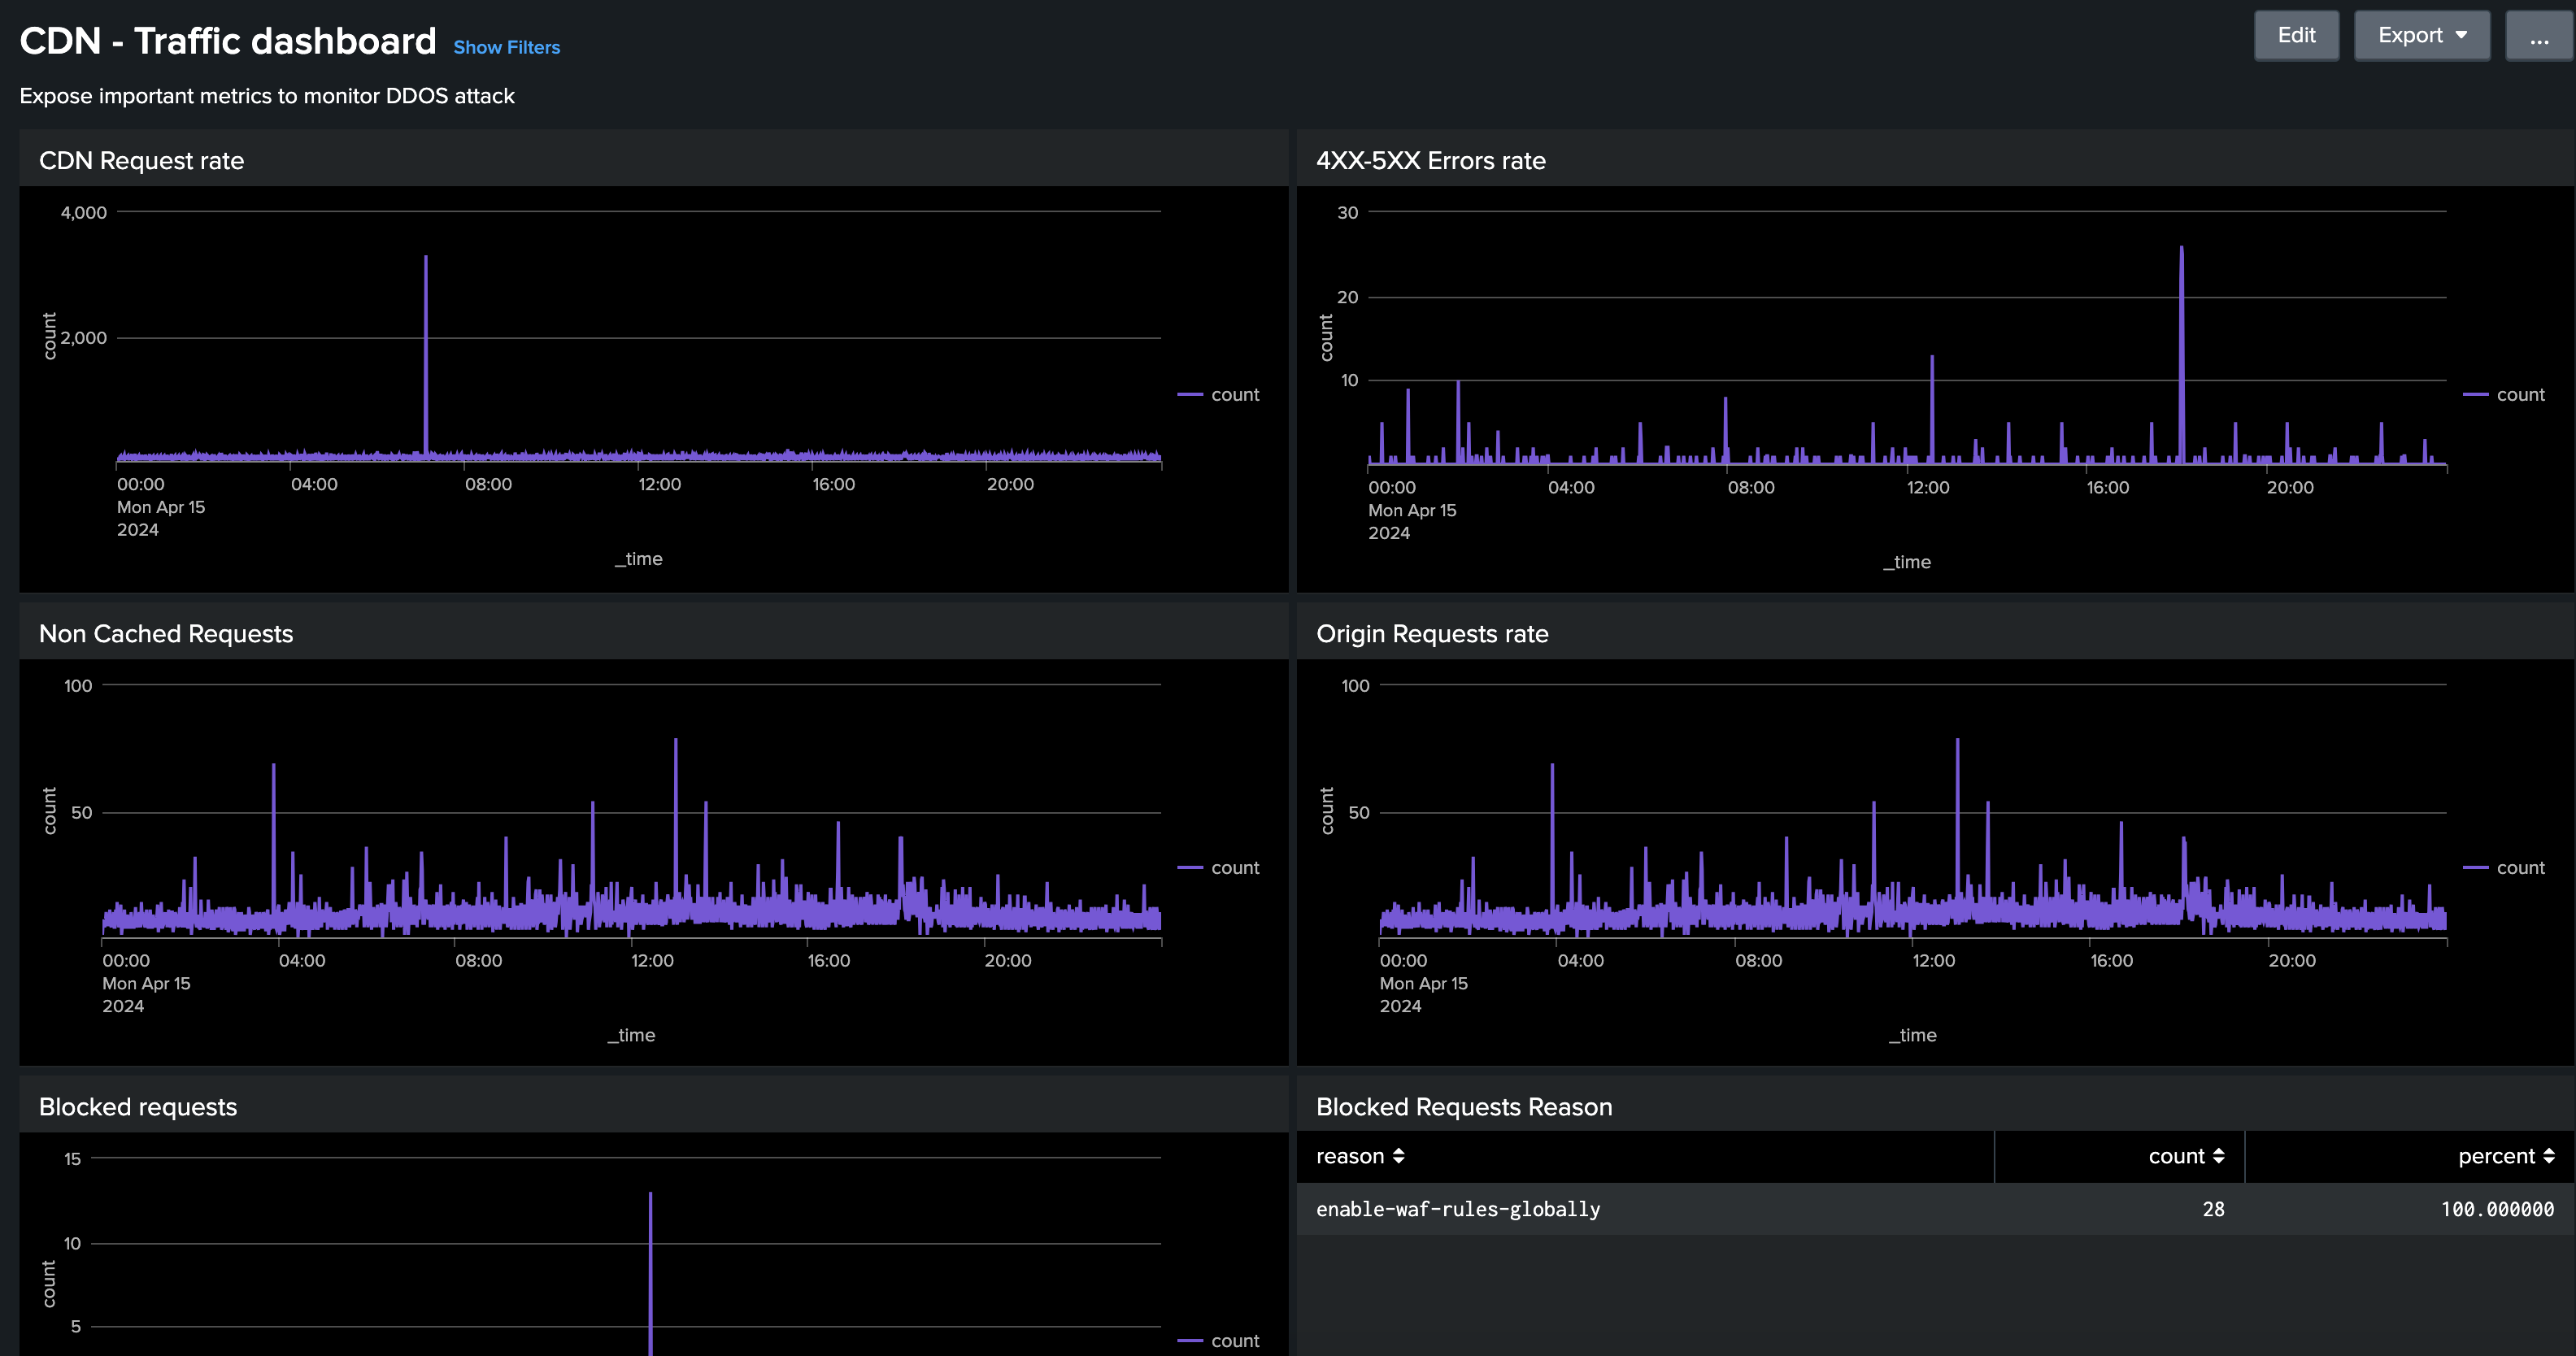 CDN - Traffic dashboard Show Filters
Edit Export ...
Expose important metrics to monitor DDOS attack
CDN Request rate
4,000
2,000
count
count
00:00 04:00 08:00 12:00 16:00 20:00
Mon Apr 15
2024
_time
4XX-5XX Errors rate
30
20
10
count
count
00:00 04:00 08:00 12:00 16:00 20:00
Mon Apr 15
2024
_time
Non Cached Requests
100
50
count
count
00:00 04:00 08:00 12:00 16:00 20:00
Mon Apr 15
2024
_time
Origin Requests rate
100
50
count
count
00:00 04:00 08:00 12:00 16:00 20:00
Mon Apr 15
2024
_time
Blocked requests
15
10
5
count
count
Blocked Requests Reason
reason count percent
enable-waf-rules-globally 28 100.000000